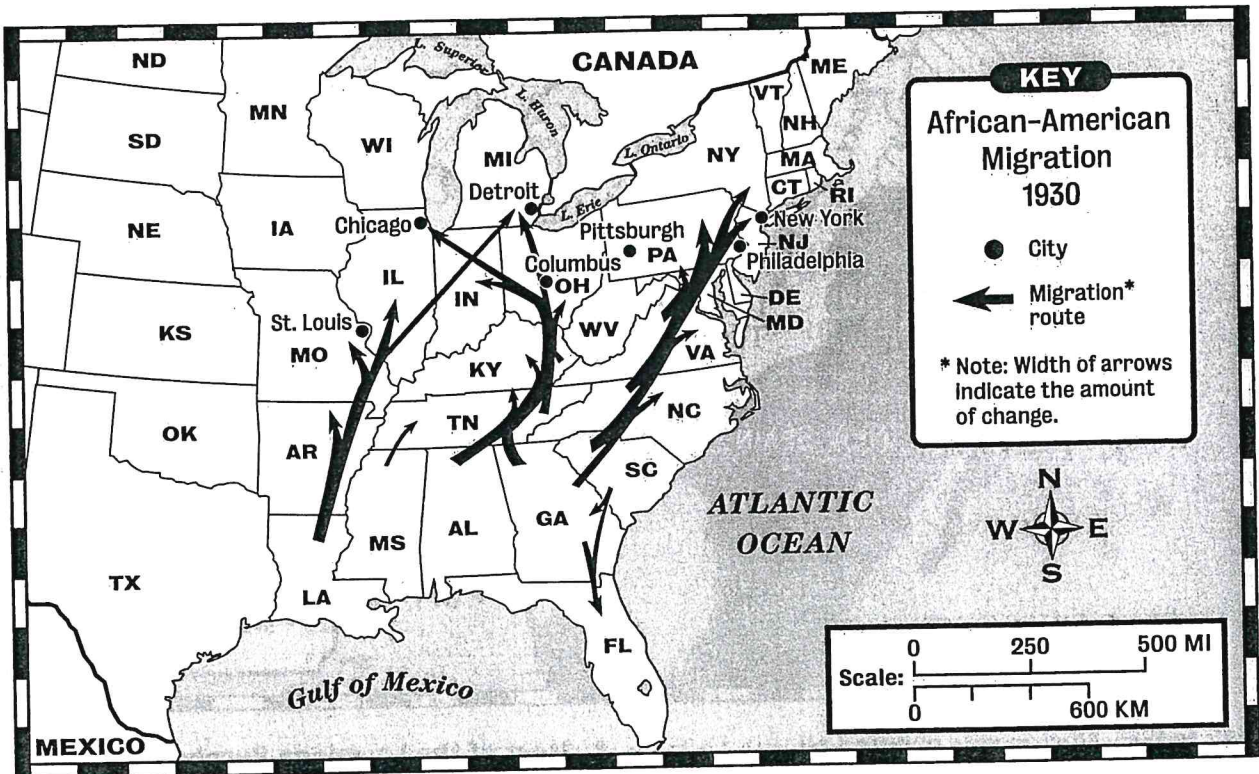 CANADA
ND
MN
L. Superior
ME
VT
NH
L. Huron
SD
WI
MI
L. Ontario
NY
MA
CT
RI
Detroit
L. Erie
NE
IA
Chicago
New York
Pittsburgh
PA
NJ
Philadelphia
IL
IN
Columbus
OH
DE
MD
KS
St. Louis
MO
WV
VA
KY
OK
AR
TN
NC
SC
MS
AL
GA
TX
LA
FL
ATLANTIC
OCEAN
Gulf of Mexico
MEXICO
KEY
African-American
Migration
1930
City
Migration*
route
* Note: Width of arrows
indicate the amount
of change.
N
W E
S
0 250 500 MI
Scale:
0 600 KM